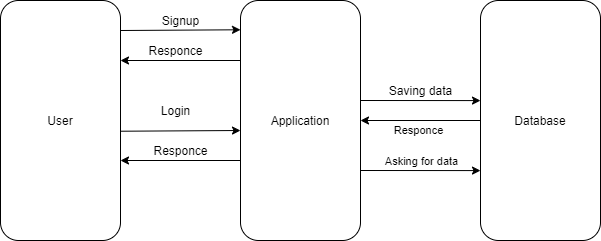 Signup
Responce
Saving data
Login
User
Application
Database
Responce
Responce
Asking for data